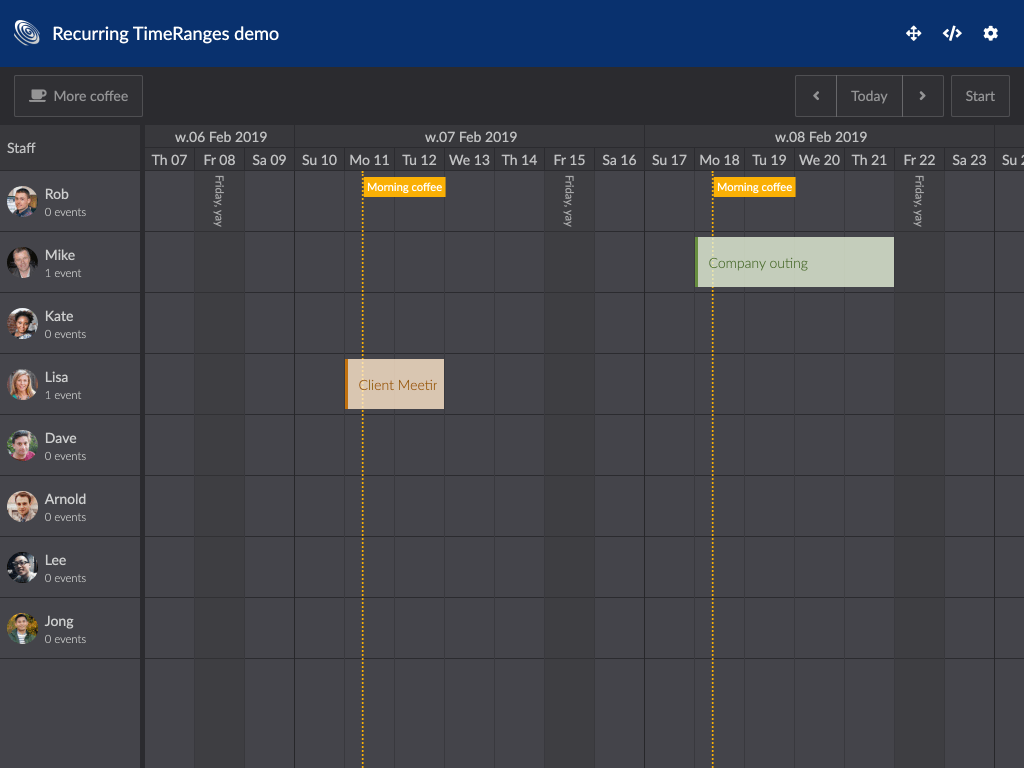 Recurring TimeRanges demo
More coffee
Today
Start
Staff
w.06 Feb 2019
w.07 Feb 2019
w.08 Feb 2019
Th 07
Fr 08
Sa 09
Su 10
Mo 11
Tu 12
We 13
Th 14
Fr 15
Sa 16
Su 17
Mo 18
Tu 19
We 20
Th 21
Fr 22
Sa 23
Su 2
Friday, yay
Friday, yay
Friday, yay
Morning coffee
Morning coffee
Rob
0 events
Mike
1 event
Company outing
Kate
0 events
Lisa
1 event
Client Meetin
Dave
0 events
Arnold
0 events
Lee
0 events
Jong
0 events